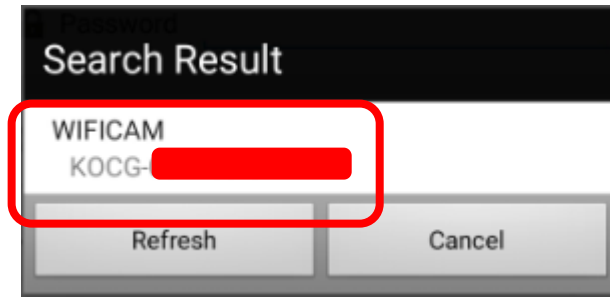 Password
Search Result
WIFICAM
KOCG-
Refresh
Cancel